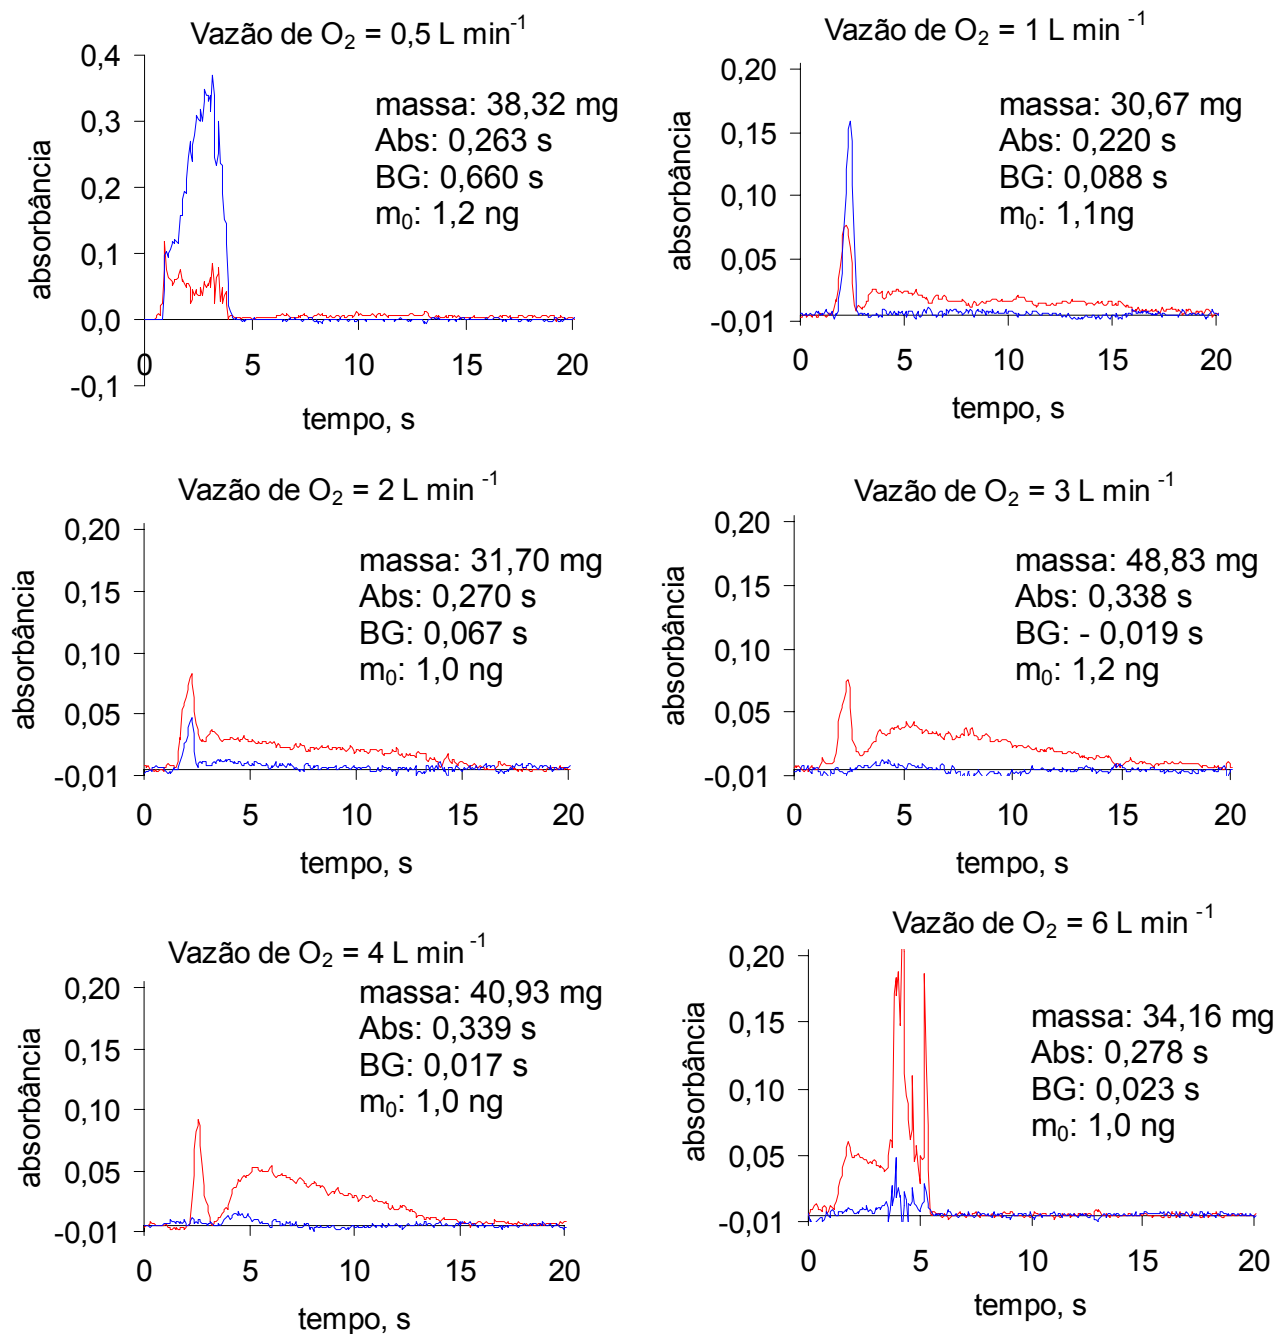 Vazão de O₂ = 0,5 L min⁻¹
0,4
0,3
0,2
0,1
0,0
-0,1
absorbância
massa: 38,32 mg
Abs: 0,263 s
BG: 0,660 s
m₀: 1,2 ng
0 5 10 15 20
tempo, s
Vazão de O₂ = 1 L min ⁻¹
0,20
0,15
0,10
0,05
-0,01
absorbância
massa: 30,67 mg
Abs: 0,220 s
BG: 0,088 s
m₀: 1,1ng
0 5 10 15 20
tempo, s
Vazão de O₂ = 2 L min ⁻¹
0,20
0,15
0,10
0,05
-0,01
absorbância
massa: 31,70 mg
Abs: 0,270 s
BG: 0,067 s
m₀: 1,0 ng
0 5 10 15 20
tempo, s
Vazão de O₂ = 3 L min ⁻¹
0,20
0,15
0,10
0,05
-0,01
absorbância
massa: 48,83 mg
Abs: 0,338 s
BG: - 0,019 s
m₀: 1,2 ng
0 5 10 15 20
tempo, s
Vazão de O₂ = 4 L min ⁻¹
0,20
0,15
0,10
0,05
-0,01
absorbância
massa: 40,93 mg
Abs: 0,339 s
BG: 0,017 s
m₀: 1,0 ng
0 5 10 15 20
tempo, s
Vazão de O₂ = 6 L min ⁻¹
0,20
0,15
0,10
0,05
-0,01
absorbância
massa: 34,16 mg
Abs: 0,278 s
BG: 0,023 s
m₀: 1,0 ng
0 5 10 15 20
tempo, s